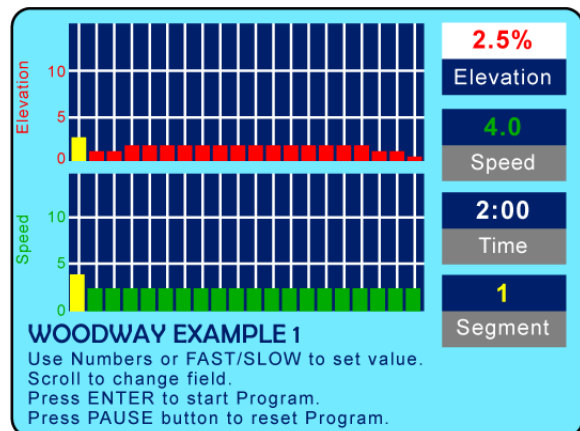 Elevation
10
5
0
Speed
10
5
0
2.5%
Elevation
4.0
Speed
2:00
Time
1
Segment
WOODWAY EXAMPLE 1
Use Numbers or FAST/SLOW to set value.
Scroll to change field.
Press ENTER to start Program.
Press PAUSE button to reset Program.